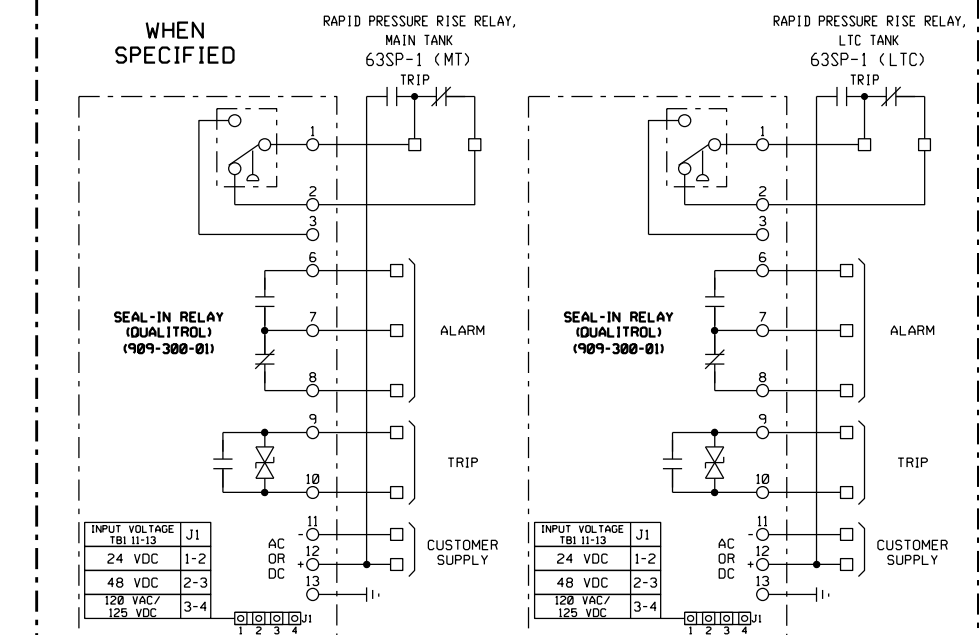 WHEN
SPECIFIED
RAPID PRESSURE RISE RELAY,
MAIN TANK
63SP-1 (MT)
TRIP
1
2
3
6
7
8
9
10
11
12
13
SEAL-IN RELAY
(QUALITROL)
(909-300-01)
ALARM
TRIP
CUSTOMER
SUPPLY
AC
OR
DC
-
+
INPUT VOLTAGE
TB1 11-13
J1
24 VDC 1-2
48 VDC 2-3
120 VAC/
125 VDC
3-4
J1
1 2 3 4
RAPID PRESSURE RISE RELAY,
LTC TANK
63SP-1 (LTC)
TRIP
1
2
3
6
7
8
9
10
11
12
13
SEAL-IN RELAY
(QUALITROL)
(909-300-01)
ALARM
TRIP
CUSTOMER
SUPPLY
AC
OR
DC
-
+
INPUT VOLTAGE
TB1 11-13
J1
24 VDC 1-2
48 VDC 2-3
120 VAC/
125 VDC
3-4
J1
1 2 3 4